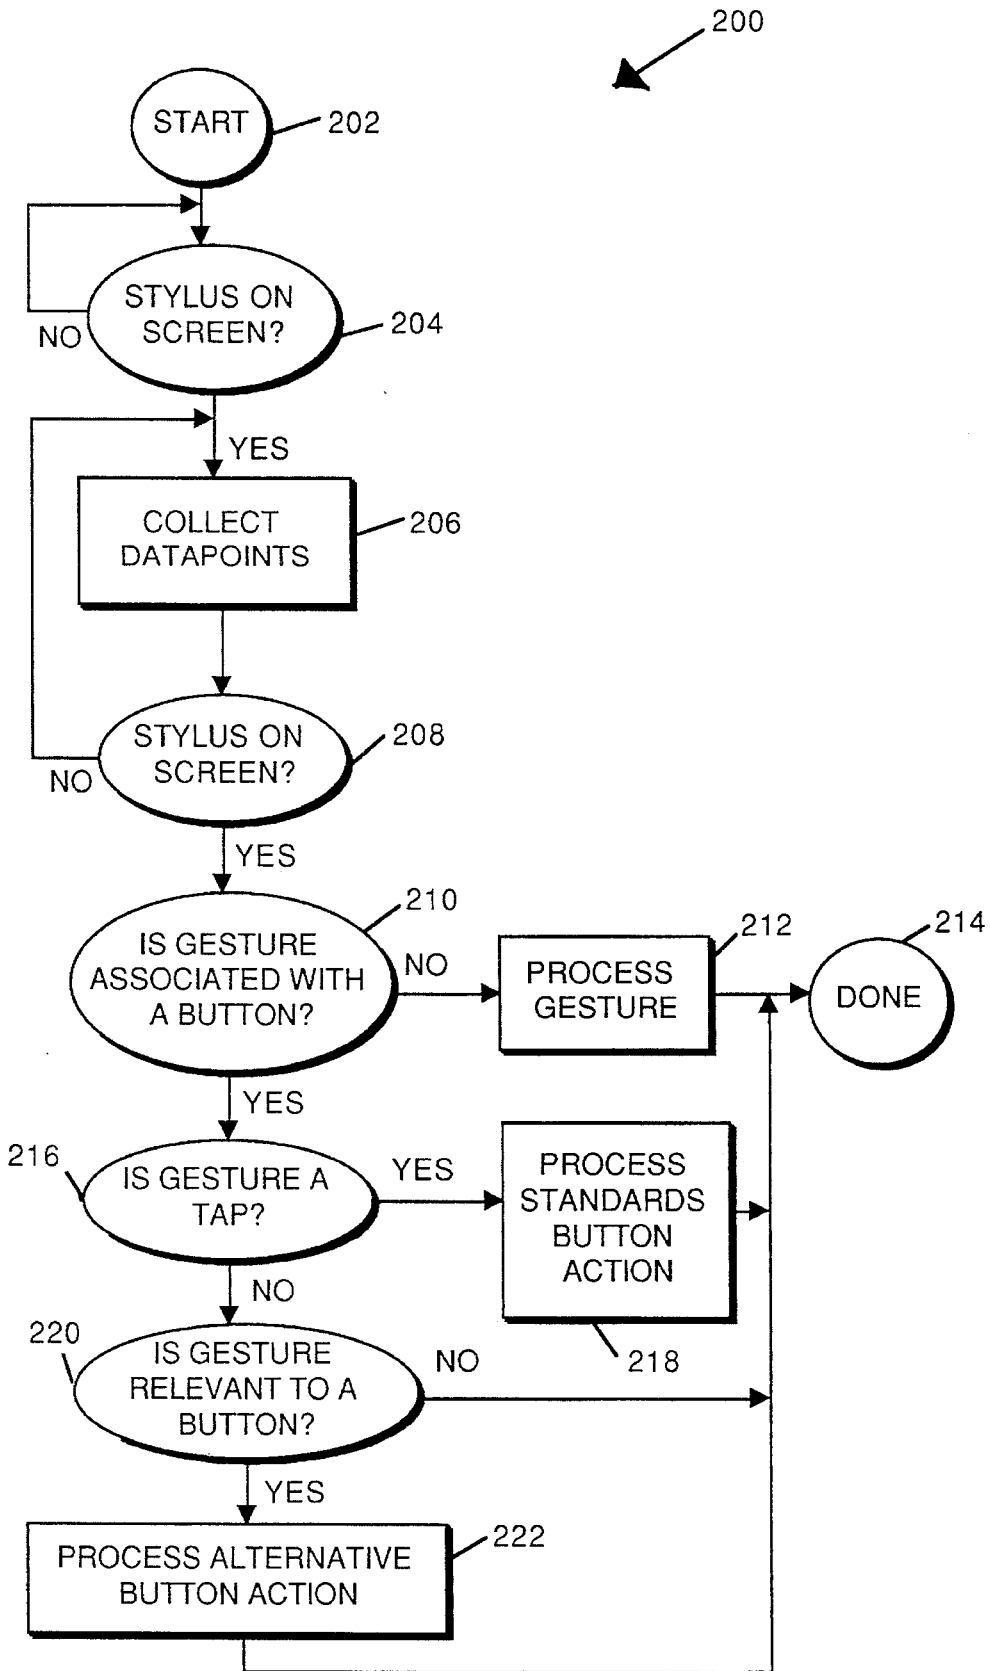 200
START
202
STYLUS ON
SCREEN?
204
NO
YES
COLLECT
DATAPOINTS
206
STYLUS ON
SCREEN?
208
NO
YES
210
IS GESTURE
ASSOCIATED WITH
A BUTTON?
NO
PROCESS
GESTURE
212
DONE
214
YES
216
IS GESTURE A
TAP?
YES
PROCESS
STANDARDS
BUTTON
ACTION
218
NO
220
IS GESTURE
RELEVANT TO A
BUTTON?
NO
YES
PROCESS ALTERNATIVE
BUTTON ACTION
222